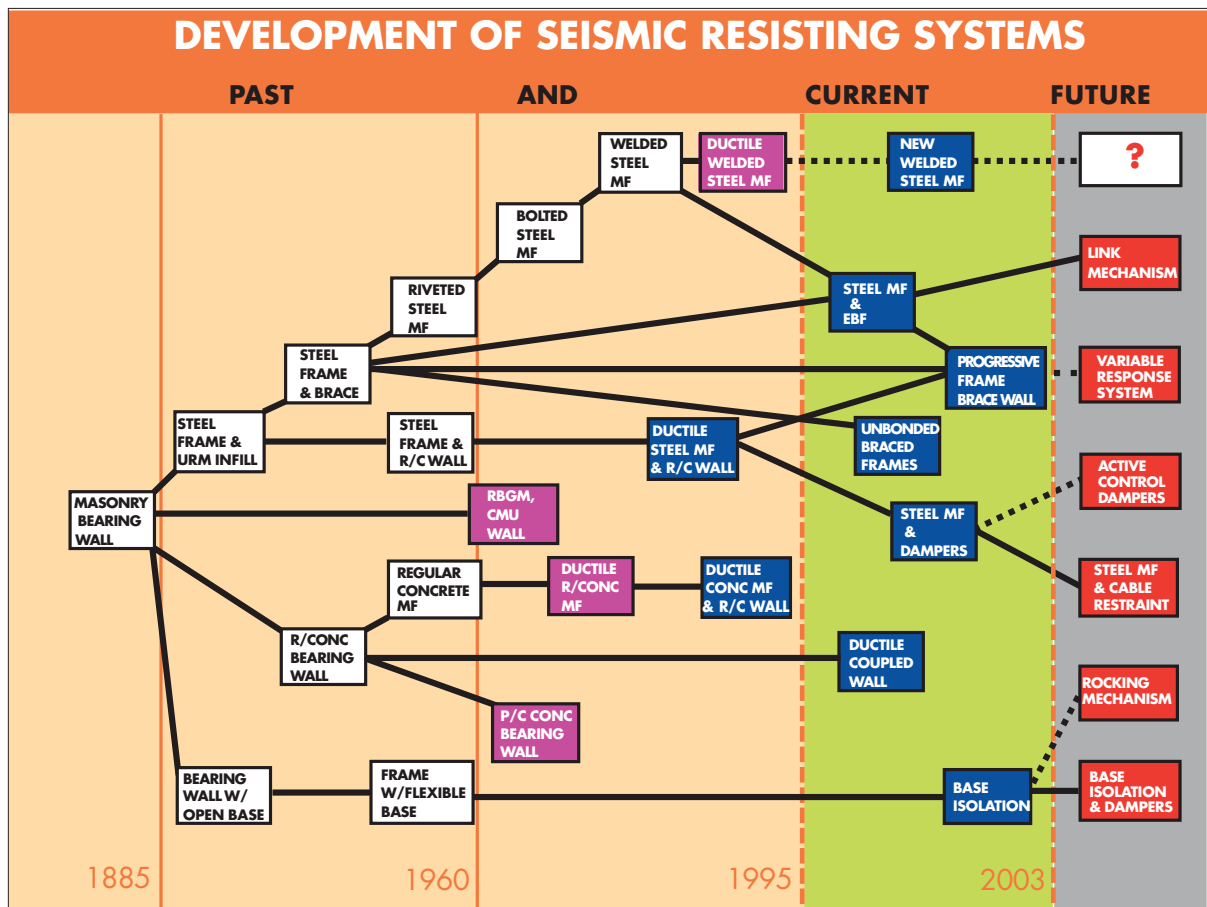 DEVELOPMENT OF SEISMIC RESISTING SYSTEMS
PAST AND CURRENT FUTURE
WELDED
STEEL
MF
DUCTILE
WELDED
STEEL MF
NEW
WELDED
STEEL MF
?
BOLTED
STEEL
MF
LINK
MECHANISM
RIVETED
STEEL
MF
STEEL MF
&
EBF
STEEL
FRAME
& BRACE
PROGRESSIVE
FRAME
BRACE WALL
VARIABLE
RESPONSE
SYSTEM
STEEL
FRAME &
URM INFILL
STEEL
FRAME &
R/C WALL
DUCTILE
STEEL MF
& R/C WALL
UNBONDED
BRACED
FRAMES
ACTIVE
CONTROL
DAMPERS
MASONRY
BEARING
WALL
RBGM,
CMU
WALL
STEEL MF
&
DAMPERS
REGULAR
CONCRETE
MF
DUCTILE
R/CONC
MF
DUCTILE
CONC MF
& R/C WALL
STEEL MF
& CABLE
RESTRAINT
R/CONC
BEARING
WALL
DUCTILE
COUPLED
WALL
ROCKING
MECHANISM
P/C CONC
BEARING
WALL
BEARING
WALL W/
OPEN BASE
FRAME
W/FLEXIBLE
BASE
BASE
ISOLATION
BASE
ISOLATION
& DAMPERS
1885 1960 1995 2003